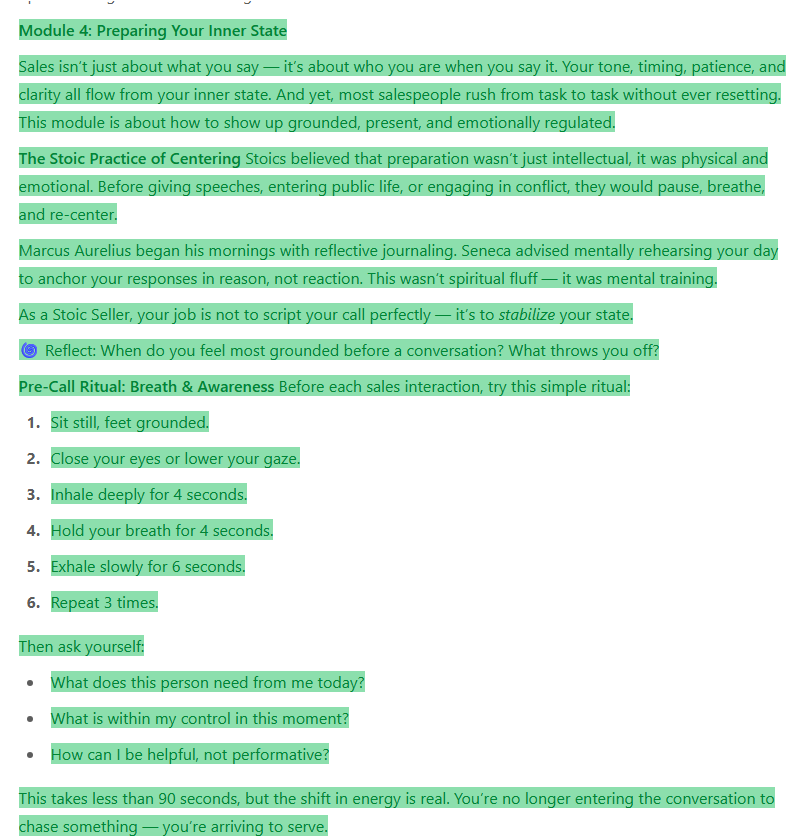 Module 4: Preparing Your Inner State
Sales isn’t just about what you say — it’s about who you are when you say it. Your tone, timing, patience, and
clarity all flow from your inner state. And yet, most salespeople rush from task to task without ever resetting.
This module is about how to show up grounded, present, and emotionally regulated.
The Stoic Practice of Centering Stoics believed that preparation wasn’t just intellectual, it was physical and
emotional. Before giving speeches, entering public life, or engaging in conflict, they would pause, breathe,
and re-center.
Marcus Aurelius began his mornings with reflective journaling. Seneca advised mentally rehearsing your day
to anchor your responses in reason, not reaction. This wasn’t spiritual fluff — it was mental training.
As a Stoic Seller, your job is not to script your call perfectly — it’s to stabilize your state.
🌀 Reflect: When do you feel most grounded before a conversation? What throws you off?
Pre-Call Ritual: Breath & Awareness Before each sales interaction, try this simple ritual:
1. Sit still, feet grounded.
2. Close your eyes or lower your gaze.
3. Inhale deeply for 4 seconds.
4. Hold your breath for 4 seconds.
5. Exhale slowly for 6 seconds.
6. Repeat 3 times.
Then ask yourself:
• What does this person need from me today?
• What is within my control in this moment?
• How can I be helpful, not performative?
This takes less than 90 seconds, but the shift in energy is real. You’re no longer entering the conversation to
chase something — you’re arriving to serve.